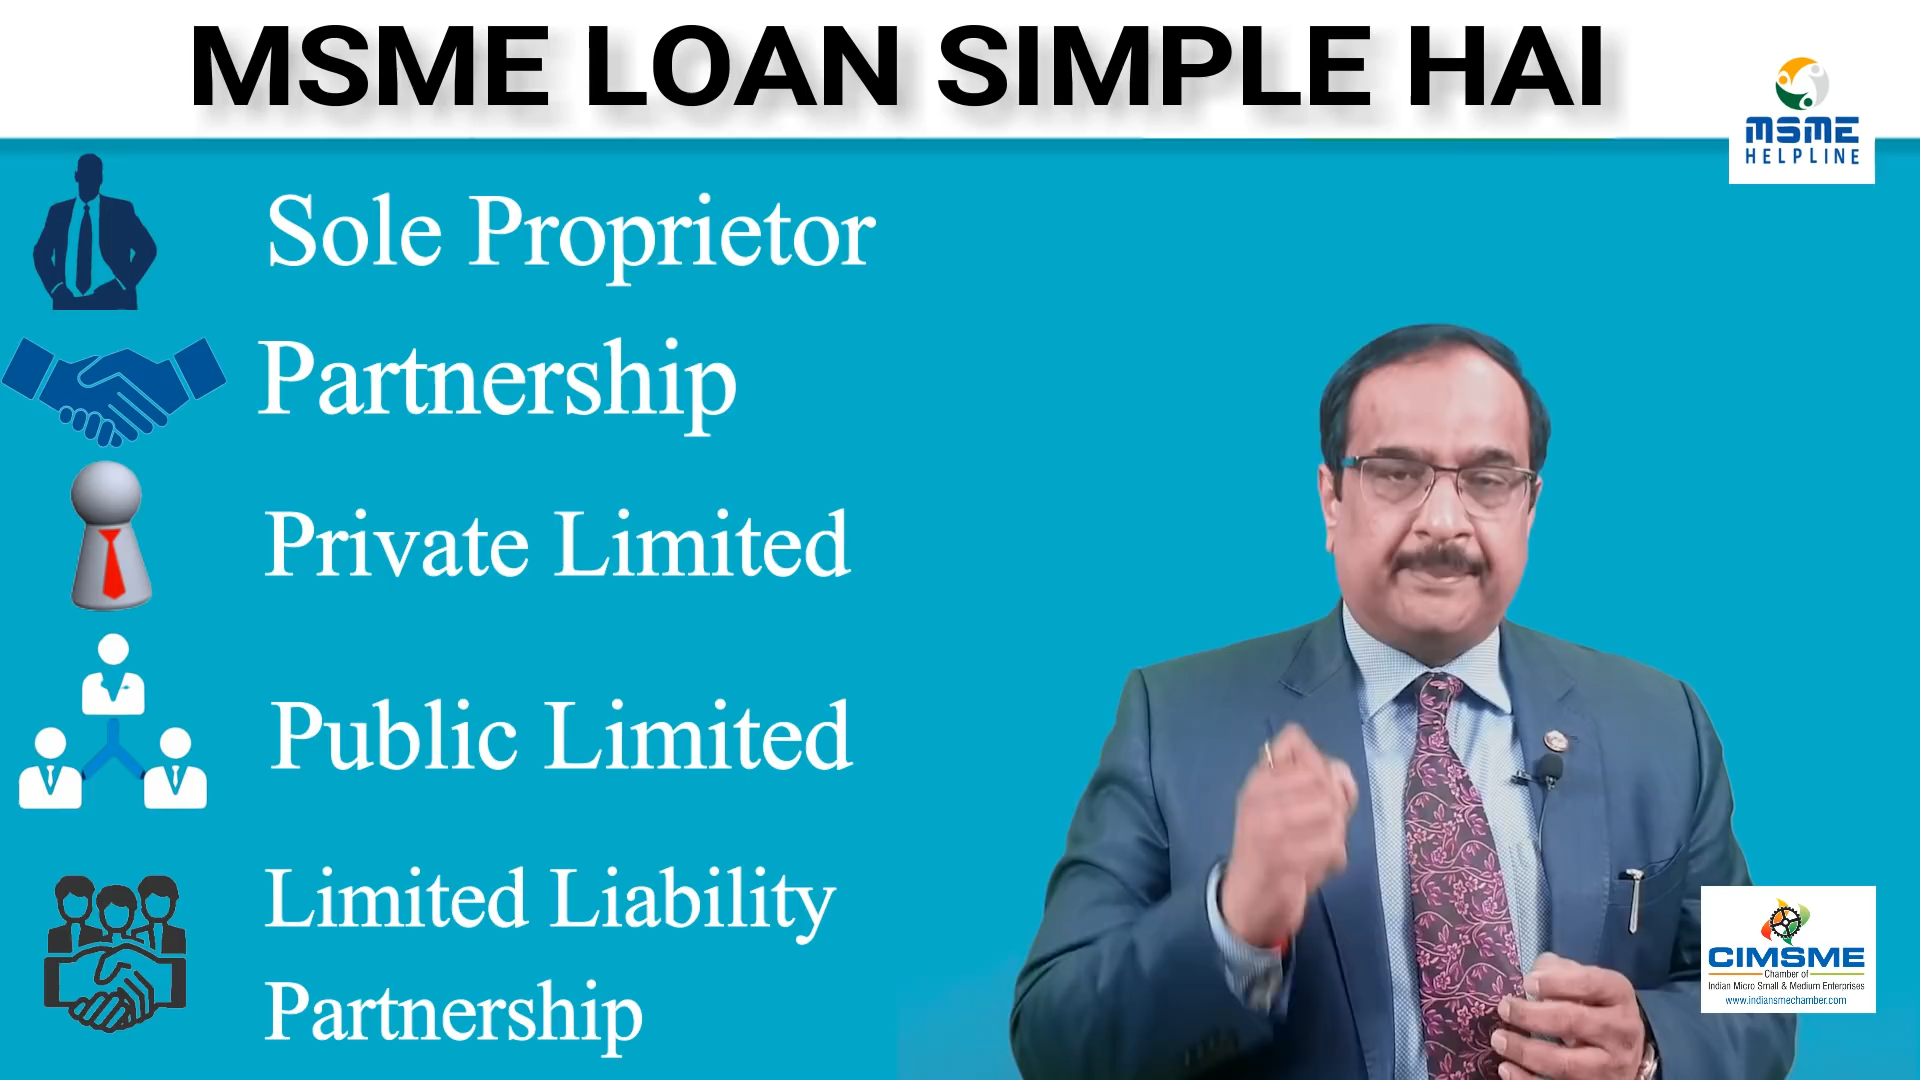 MSME LOAN SIMPLE HAI
MSME
HELPLINE
Sole Proprietor
Partnership
Private Limited
Public Limited
Limited Liability
Partnership
CIMSME
Chamber of
Indian Micro Small & Medium Enterprises
www.indiansmechamber.com